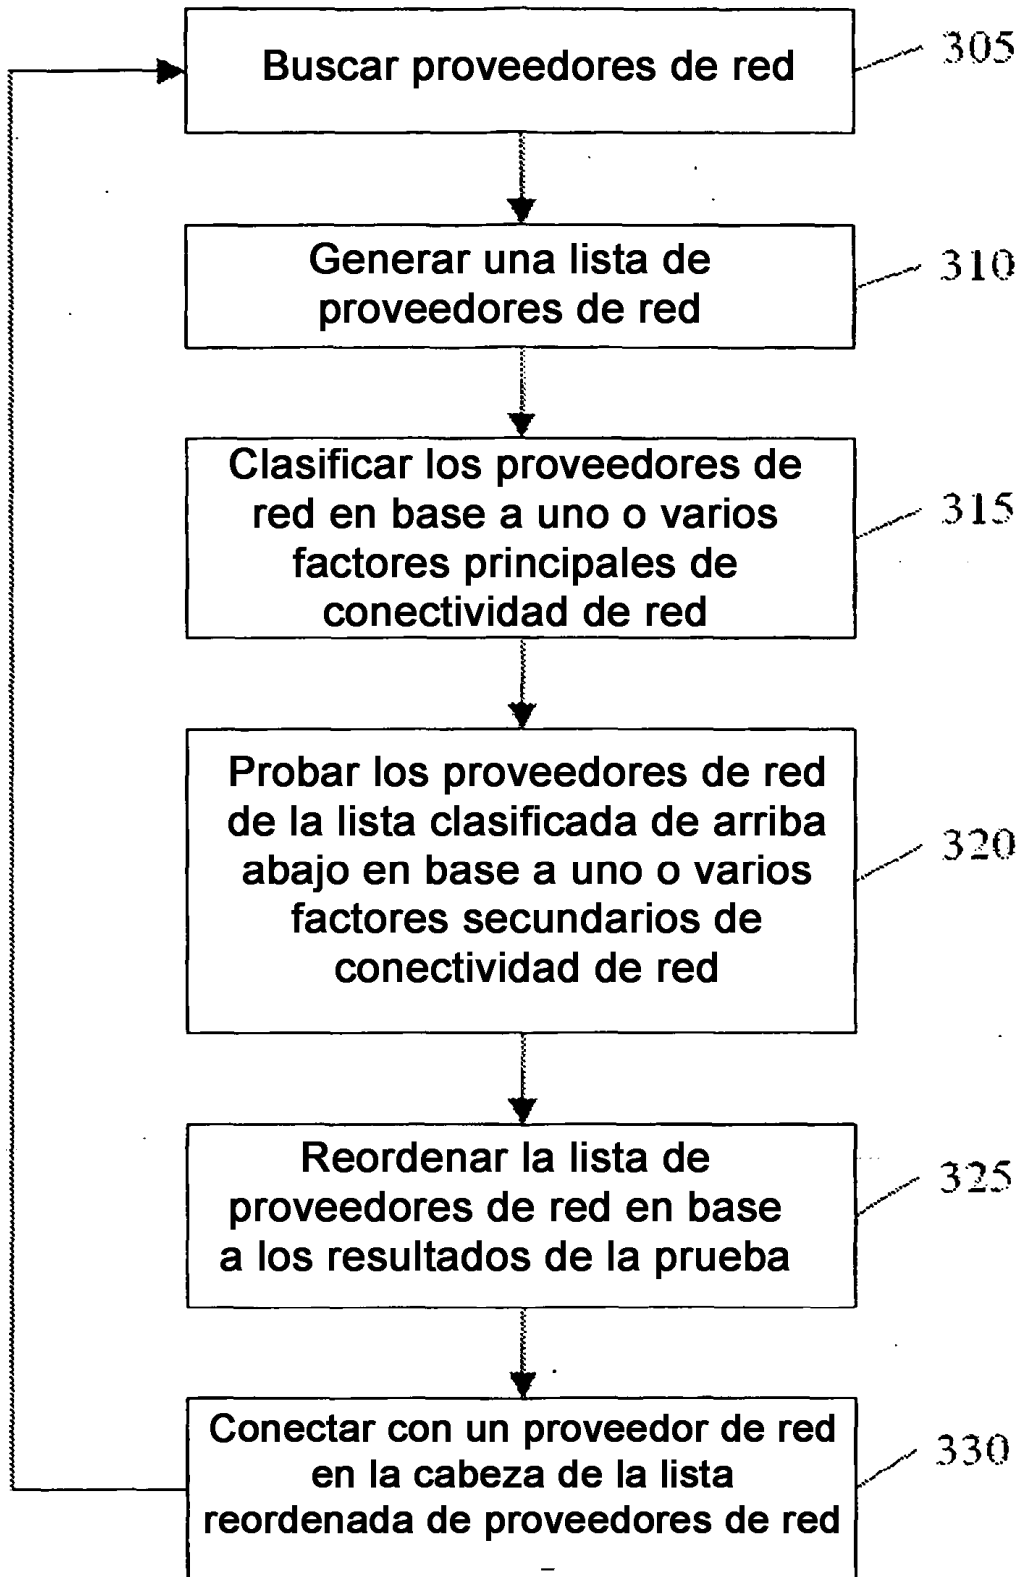 Buscar proveedores de red
305
Generar una lista de
proveedores de red
310
Clasificar los proveedores de
red en base a uno o varios
factores principales de
conectividad de red
315
Probar los proveedores de red
de la lista clasificada de arriba
abajo en base a uno o varios
factores secundarios de
conectividad de red
320
Reordenar la lista de
proveedores de red en base
a los resultados de la prueba
325
Conectar con un proveedor de red
en la cabeza de la lista
reordenada de proveedores de red
330